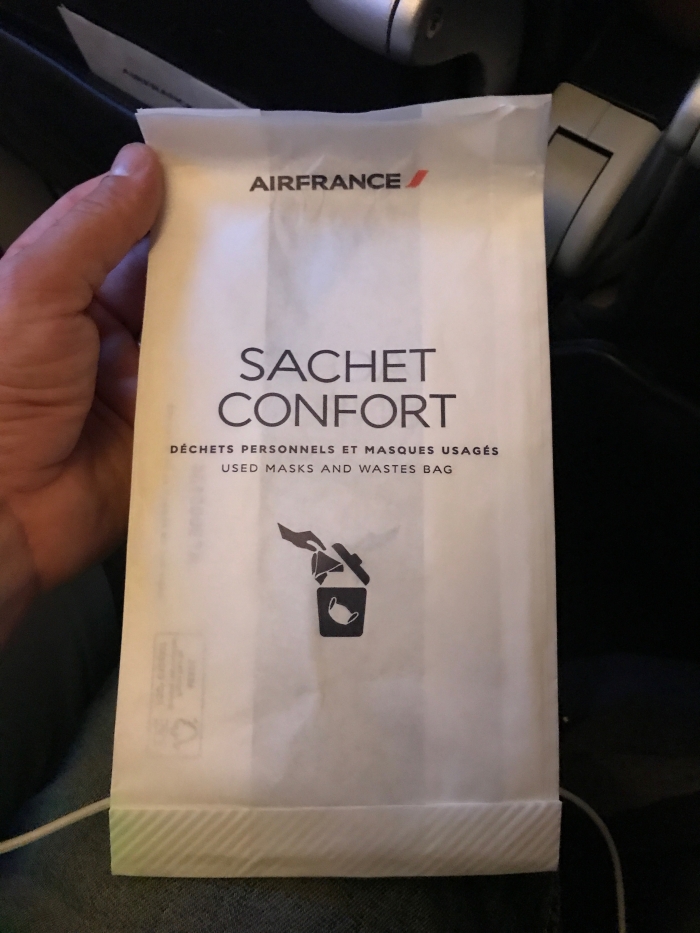 AIRFRANCE
SACHET
CONFORT
DÉCHETS PERSONNELS ET MASQUES USAGÉS
USED MASKS AND WASTES BAG